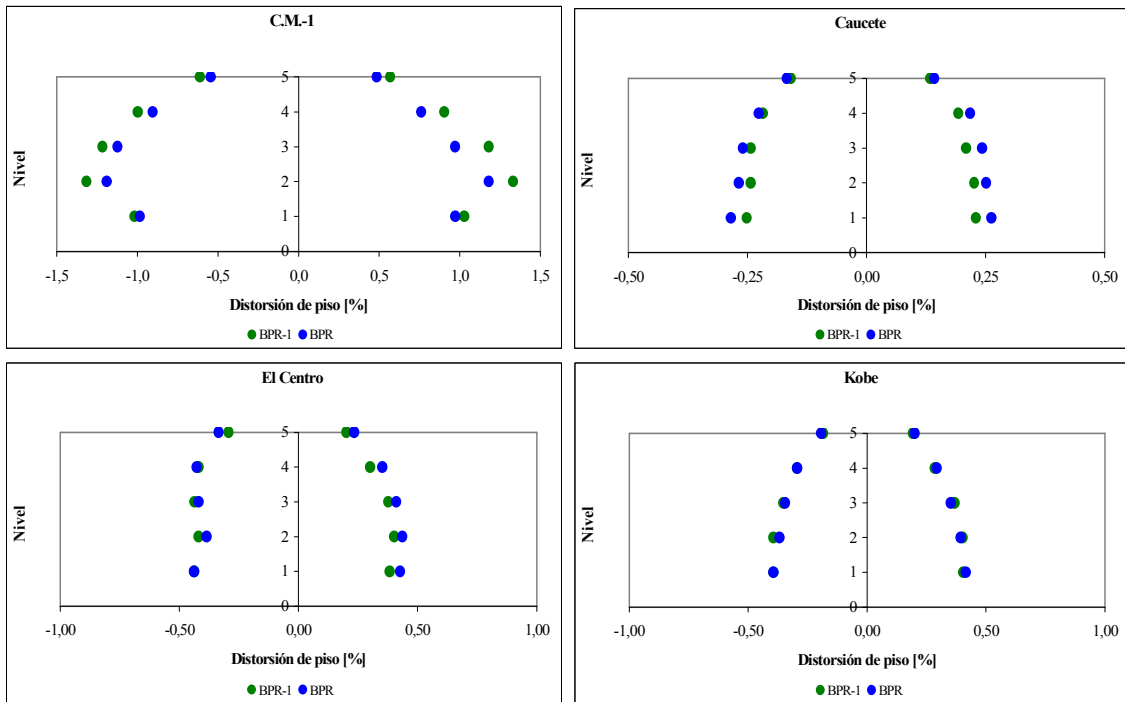 C.M.-1
Nivel
5
4
3
2
1
0
-1,5 -1,0 -0,5 0,0 0,5 1,0 1,5
Distorsión de piso [%]
BPR-1 BPR
Caucete
Nivel
5
4
3
2
1
0
-0,50 -0,25 0,00 0,25 0,50
Distorsión de piso [%]
BPR-1 BPR
El Centro
Nivel
5
4
3
2
1
0
-1,00 -0,50 0,00 0,50 1,00
Distorsión de piso [%]
BPR-1 BPR
Kobe
Nivel
5
4
3
2
1
0
-1,00 -0,50 0,00 0,50 1,00
Distorsión de piso [%]
BPR-1 BPR